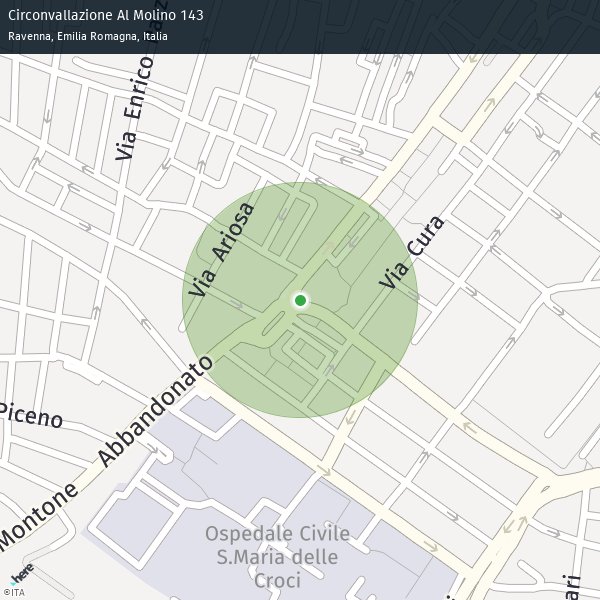 Circonvallazione Al Molino 143
Ravenna, Emilia Romagna, Italia
Via Enrico
Via Ariosa
Via Cura
Abbandonato
Piceno
Montone
Ospedale Civile
S.Maria delle
Croci
here
©ITA